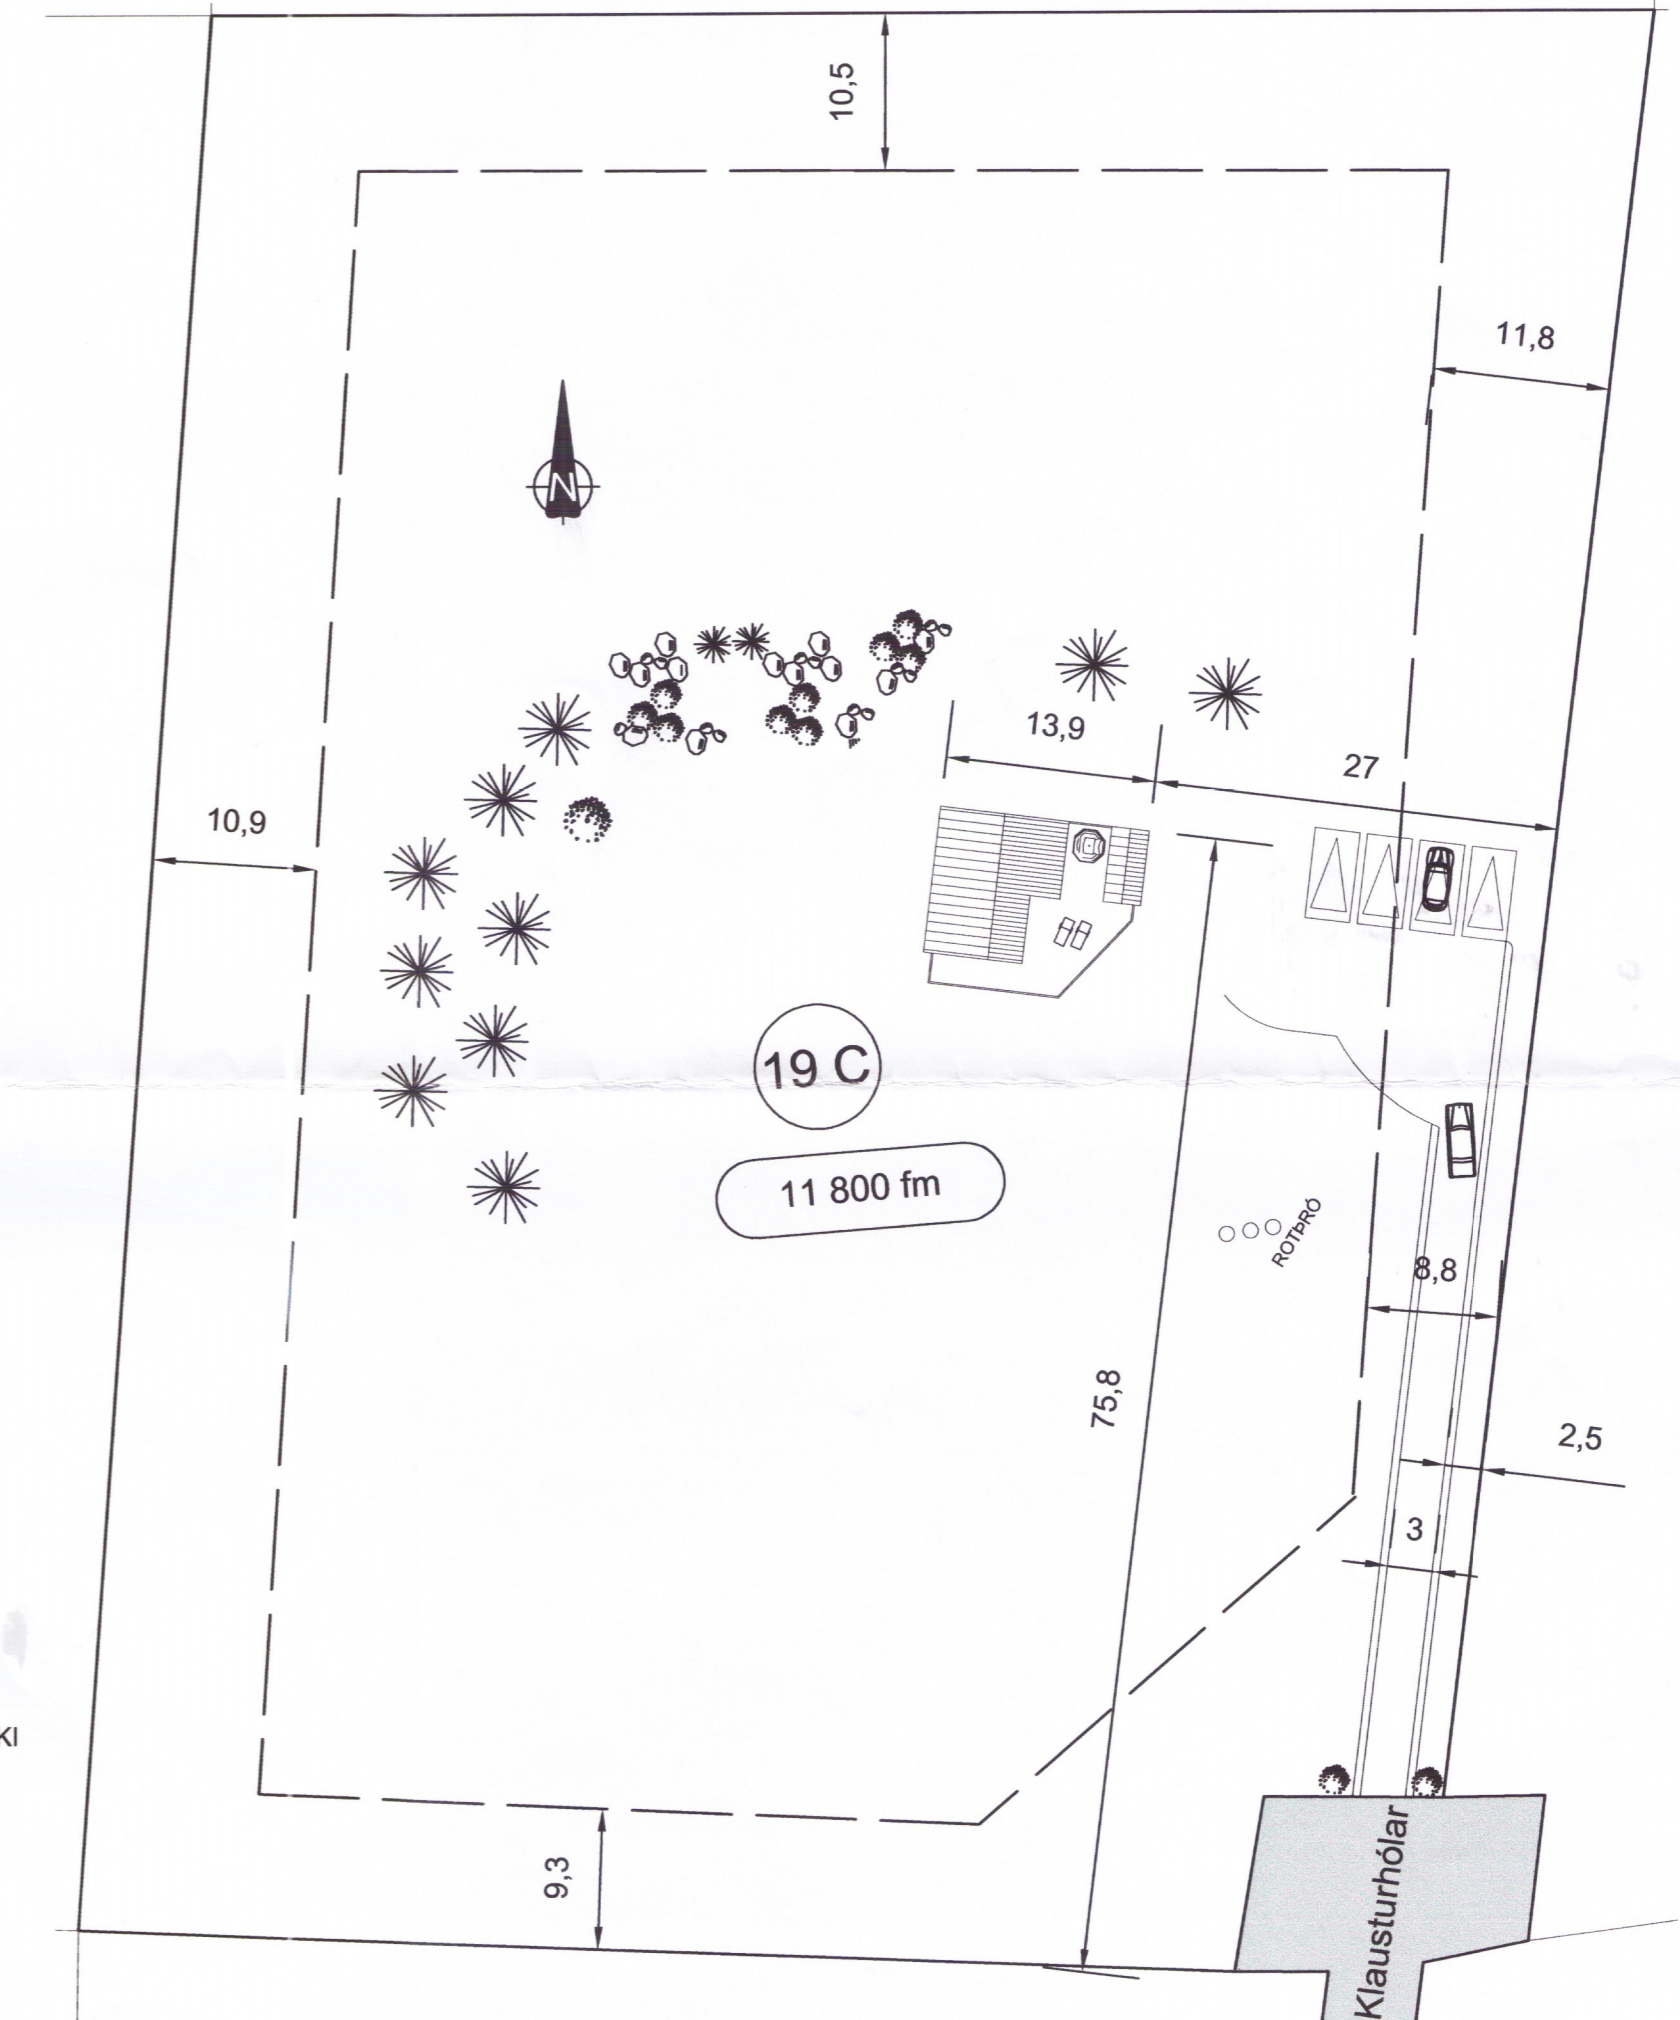 10,5
11,8
N
13,9
27
10,9
19 C
11 800 fm
ROTÞRÓ
8,8
75,8
2,5
3
KI
9,3
Klausturhólar